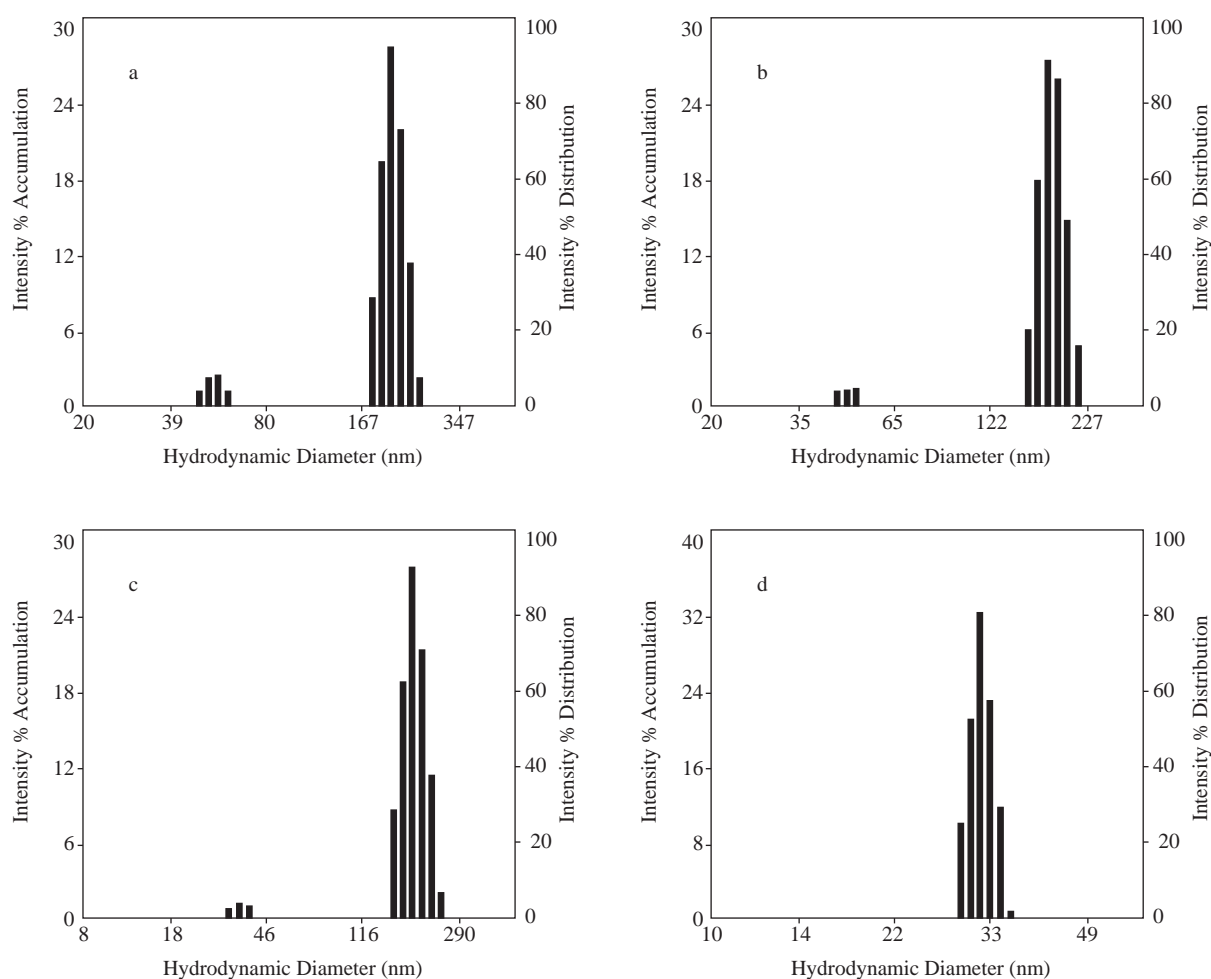 30
24
18
12
6
0
Intensity % Accumulation
a
100
80
60
40
20
0
Intensity % Distribution
20 39 80 167 347
Hydrodynamic Diameter (nm)
30
24
18
12
6
0
Intensity % Accumulation
b
100
80
60
40
20
0
Intensity % Distribution
20 35 65 122 227
Hydrodynamic Diameter (nm)
30
24
18
12
6
0
Intensity % Accumulation
c
100
80
60
40
20
0
Intensity % Distribution
8 18 46 116 290
Hydrodynamic Diameter (nm)
40
32
24
16
8
0
Intensity % Accumulation
d
100
80
60
40
20
0
Intensity % Distribution
10 14 22 33 49
Hydrodynamic Diameter (nm)